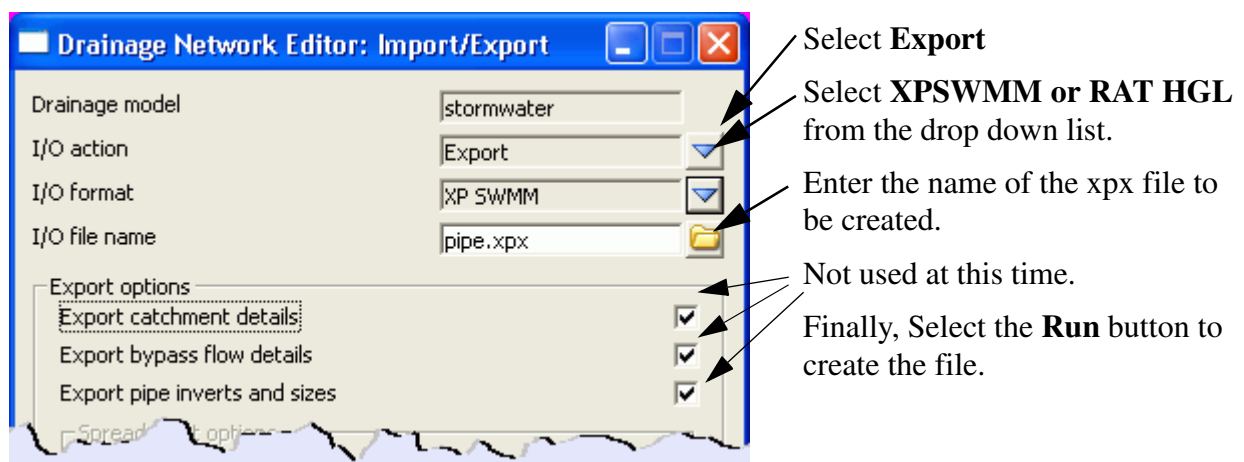 Drainage Network Editor: Import/Export
Drainage model
stormwater
I/O action
Export
I/O format
XP SWMM
I/O file name
pipe.xpx
Export options
Export catchment details
Export bypass flow details
Export pipe inverts and sizes
Select Export
Select XPSWMM or RAT HGL
from the drop down list.
Enter the name of the xpx file to
be created.
Not used at this time.
Finally, Select the Run button to
create the file.